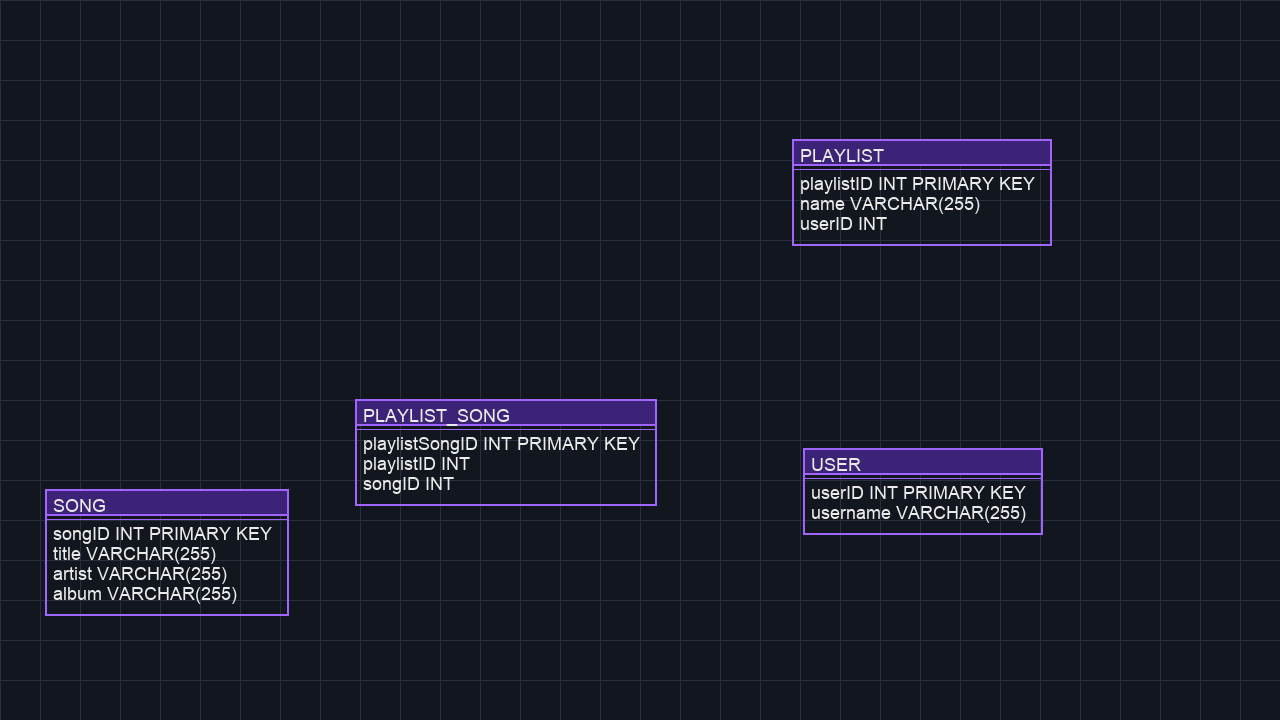 PLAYLIST
playlistID INT PRIMARY KEY
name VARCHAR(255)
userID INT
PLAYLIST_SONG
playlistSongID INT PRIMARY KEY
playlistID INT
songID INT
USER
userID INT PRIMARY KEY
username VARCHAR(255)
SONG
songID INT PRIMARY KEY
title VARCHAR(255)
artist VARCHAR(255)
album VARCHAR(255)